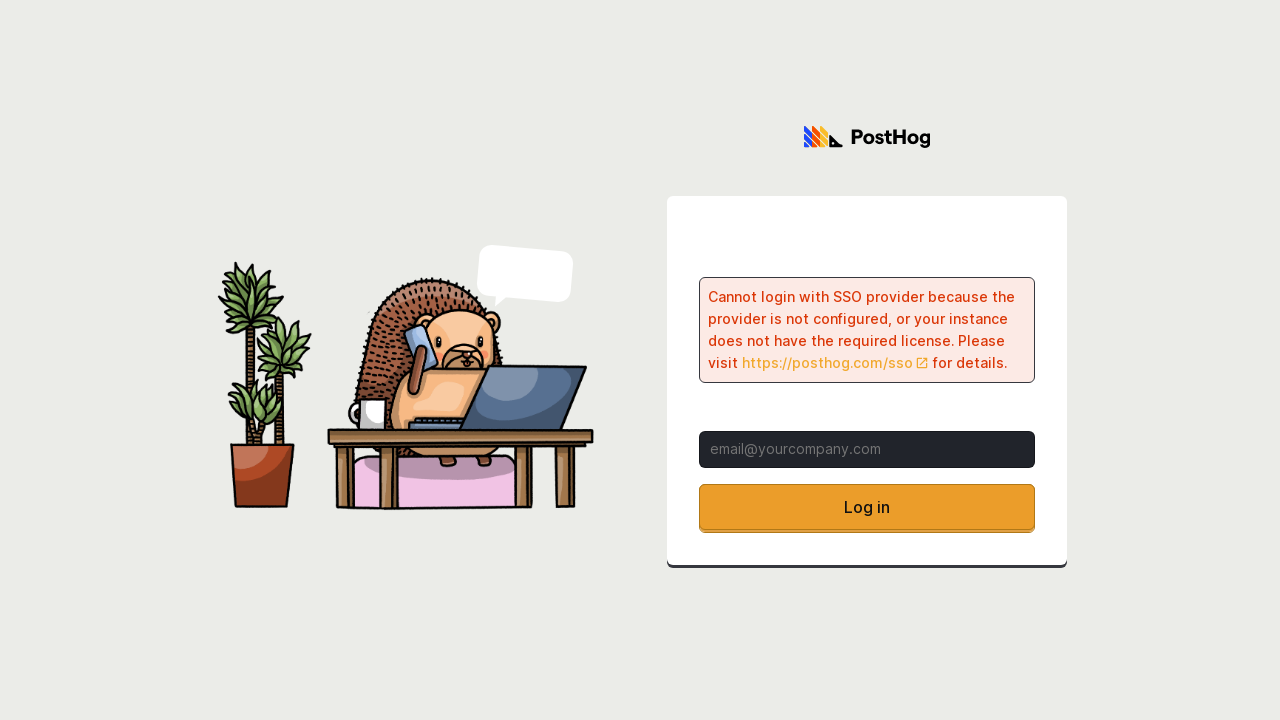 PostHog
Cannot login with SSO provider because the
provider is not configured, or your instance
does not have the required license. Please
visit https://posthog.com/sso for details.
email@yourcompany.com
Log in